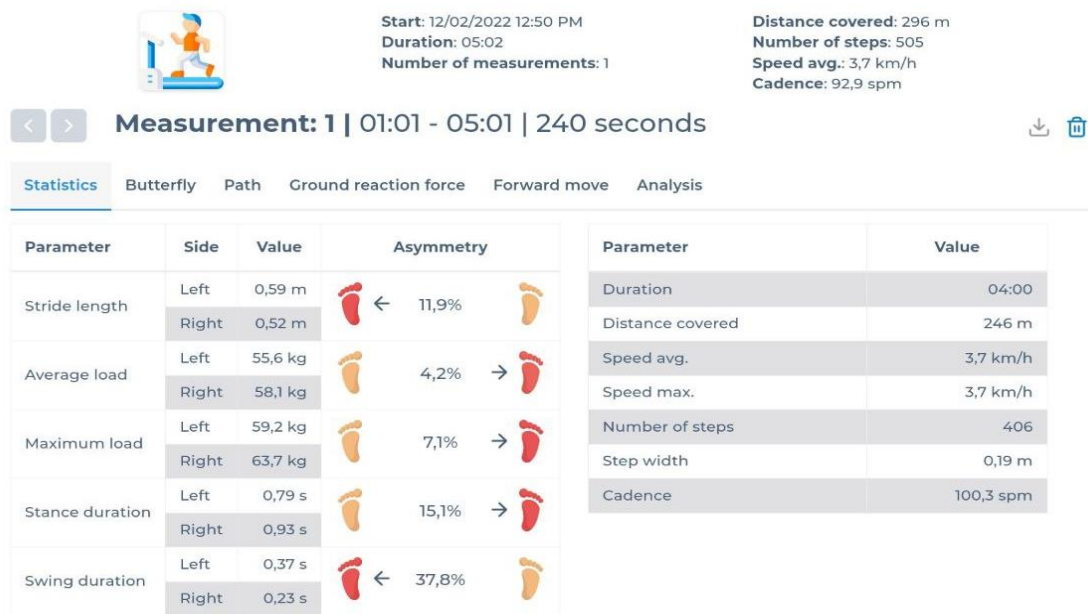 Start: 12/02/2022 12:50 PM
Duration: 05:02
Number of measurements: 1
Distance covered: 296 m
Number of steps: 505
Speed avg.: 3,7 km/h
Cadence: 92,9 spm
Measurement: 1 | 01:01 - 05:01 | 240 seconds
Statistics Butterfly Path Ground reaction force Forward move Analysis
Parameter Side Value Asymmetry
Stride length
Left 0,59 m
11,9%
Right 0,52 m
Average load
Left 55,6 kg
4,2%
Right 58,1 kg
Maximum load
Left 59,2 kg
7,1%
Right 63,7 kg
Stance duration
Left 0,79 s
15,1%
Right 0,93 s
Swing duration
Left 0,37 s
37,8%
Right 0,23 s
Parameter Value
Duration 04:00
Distance covered 246 m
Speed avg. 3,7 km/h
Speed max. 3,7 km/h
Number of steps 406
Step width 0,19 m
Cadence 100,3 spm